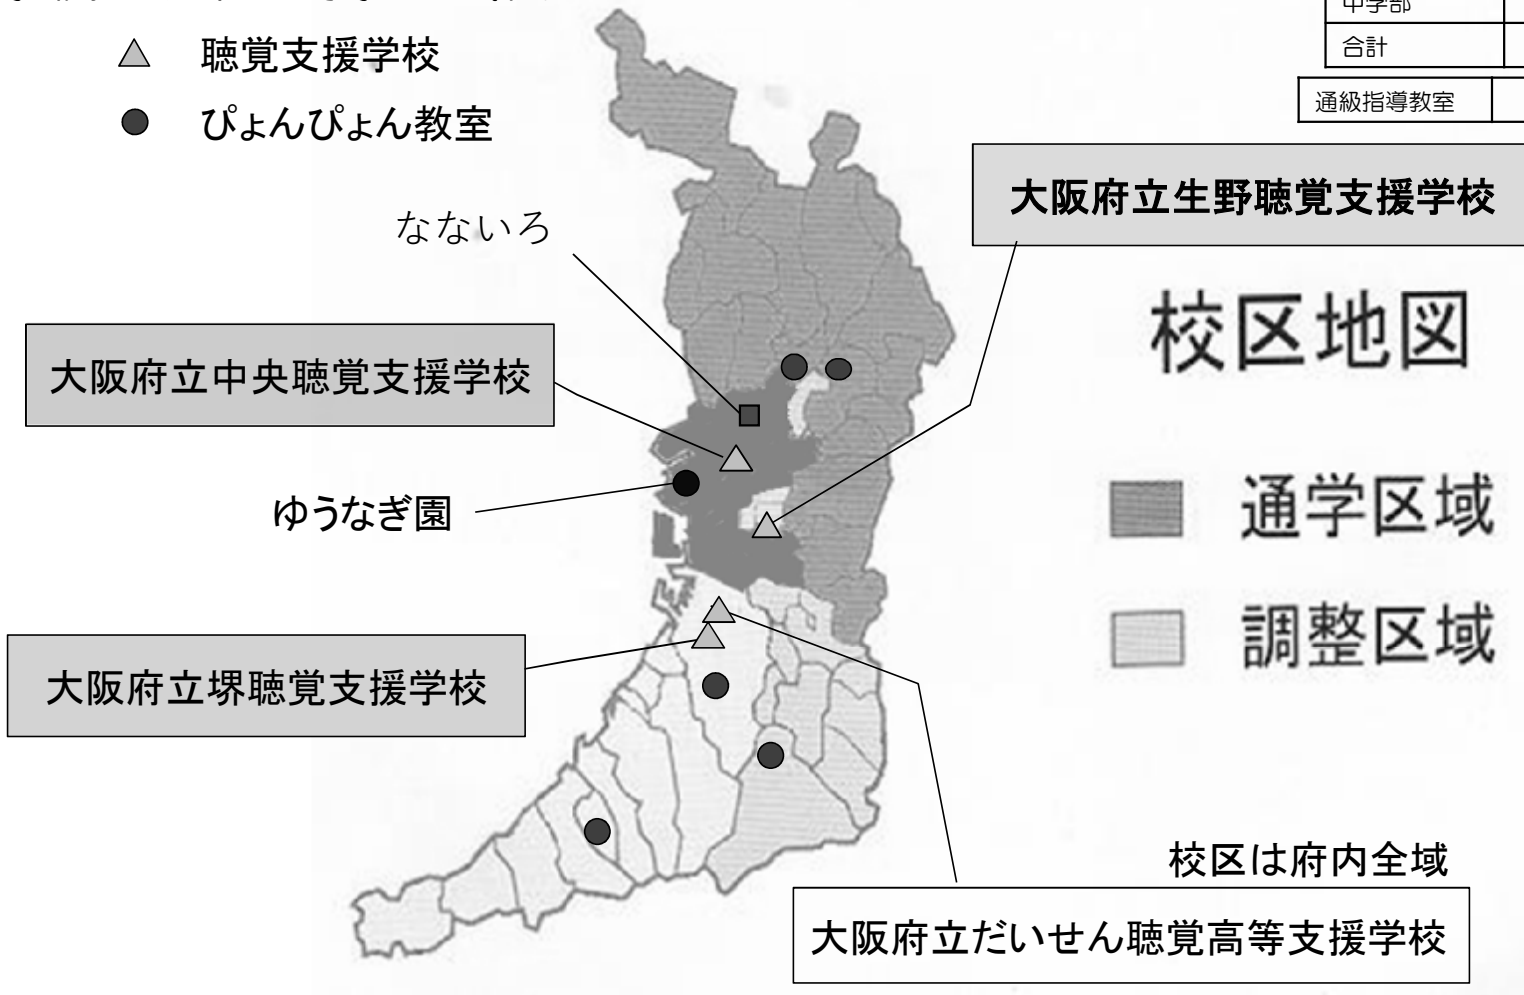 中学部
聴覚支援学校
合計
ぴょんぴょん教室
通級指導教室
大阪府立生野聴覚支援学校
なないろ
校区地図
大阪府立中央聴覚支援学校
ゆうなぎ園
通学区域
調整区域
大阪府立堺聴覚支援学校
校区は府内全域
大阪府立だいせん聴覚高等支援学校